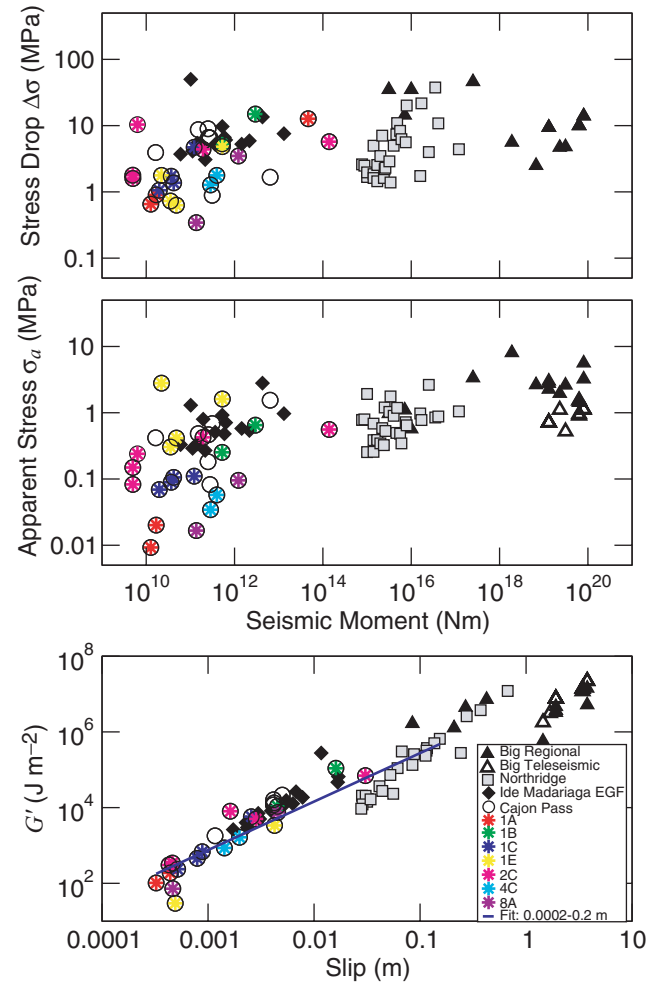 Stress Drop Δσ (MPa)
100
10
1
0.1
Apparent Stress σa (MPa)
10
1
0.1
0.01
10^10 10^12 10^14 10^16 10^18 10^20
Seismic Moment (Nm)
G' (J m−2)
10^8
10^6
10^4
10^2
0.0001 0.001 0.01 0.1 1 10
Slip (m)
Big Regional
Big Teleseismic
Northridge
Ide Madariaga EGF
Cajon Pass
1A
1B
1C
1E
2C
4C
8A
Fit: 0.0002-0.2 m